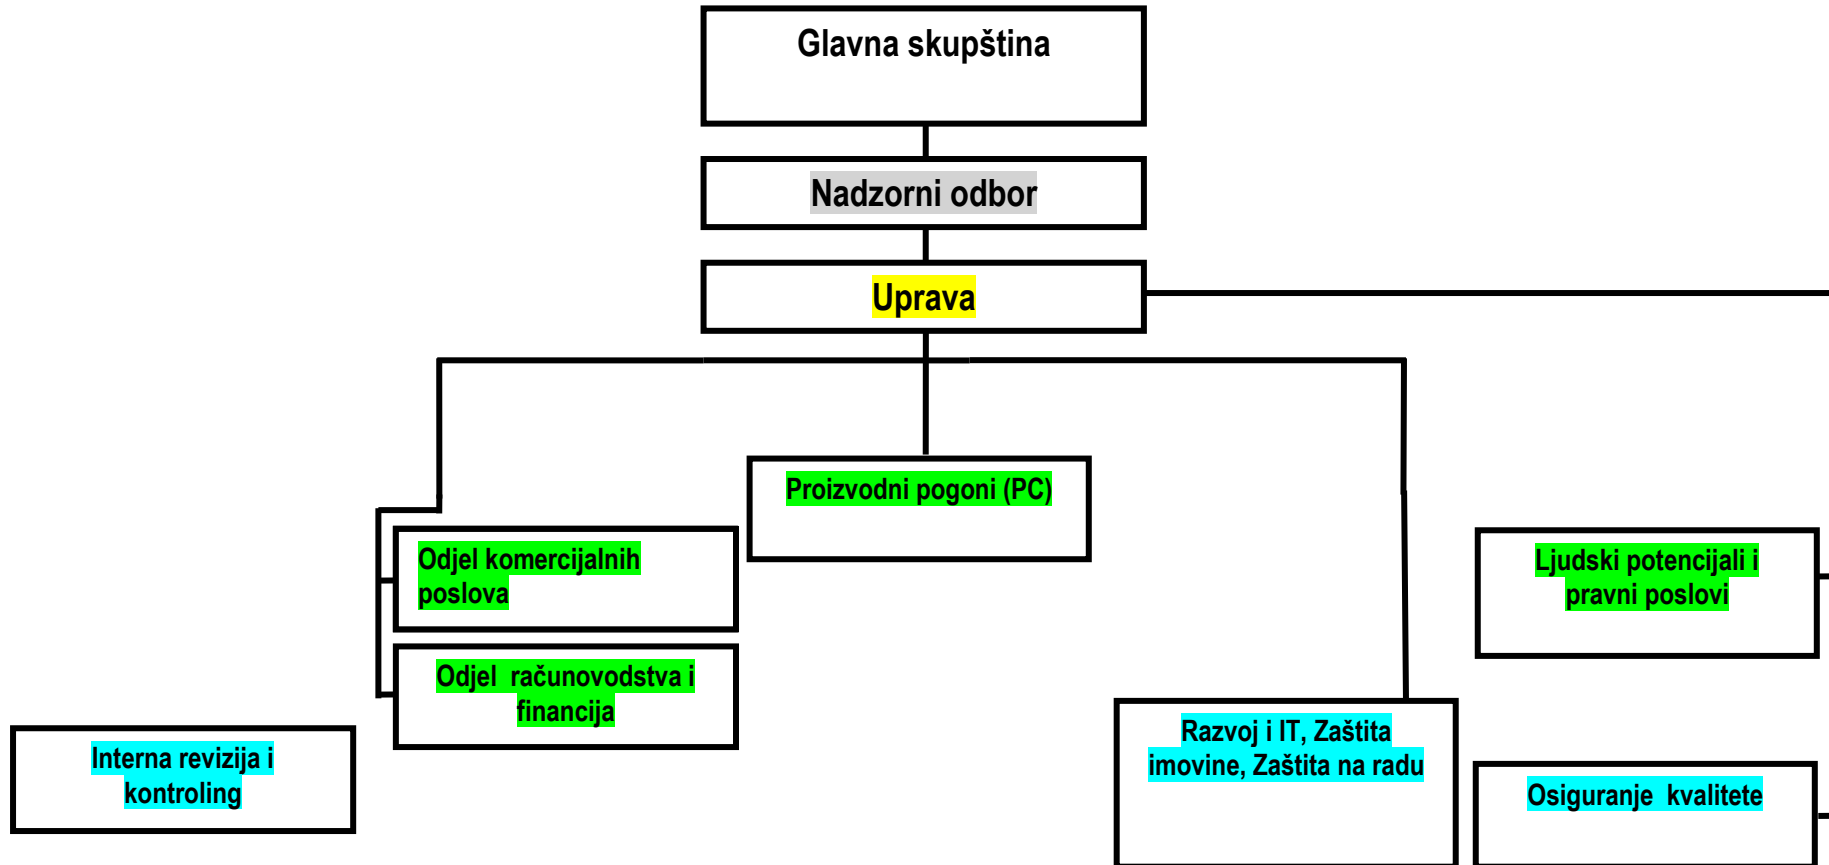 Glavna skupština
Nadzorni odbor
Uprava
Proizvodni pogoni (PC)
Odjel komercijalnih
poslova
Ljudski potencijali i
pravni poslovi
Odjel  računovodstva i
financija
Interna revizija i
kontroling
Razvoj i IT, Zaštita
imovine, Zaštita na radu
Osiguranje  kvalitete